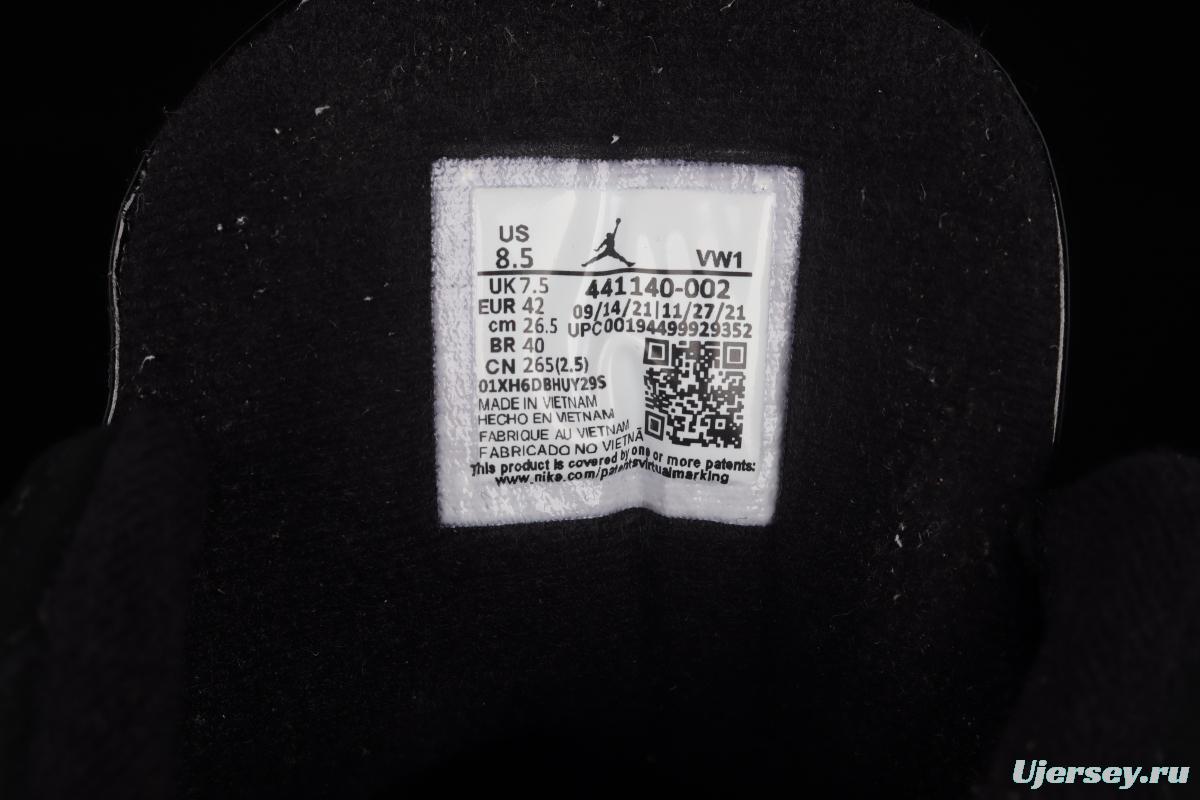 US
8.5
VW1
UK 7.5
441140-002
EUR 42
09/14/21|11/27/21
cm 26.5
UPC00194499929352
BR 40
CN 265(2.5)
01XH6DBHUY29S
MADE IN VIETNAM
HECHO EN VIETNAM
FABRIQUE AU VIETNAM
FABRICADO NO VIETNÃ
This product is covered by one or more patents:
www.nike.com/patentsvirtualmarking
Ujersey.ru